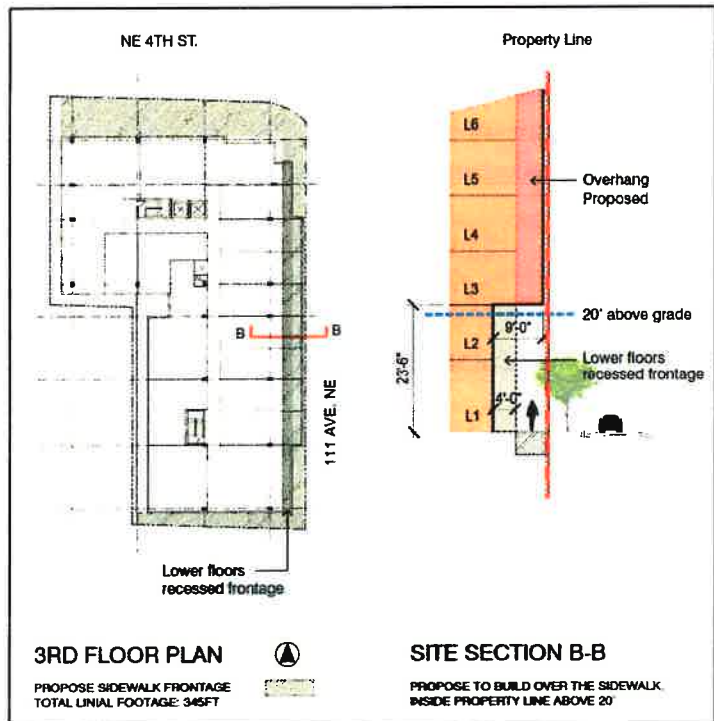 NE 4TH ST.
B
B
111 AVE. NE
Lower floors
recessed frontage
3RD FLOOR PLAN
PROPOSE SIDEWALK FRONTAGE
TOTAL LINIAL FOOTAGE: 345FT
Property Line
L6
L5
Overhang
Proposed
L4
L3
20' above grade
9'-0"
L2
Lower floors
recessed frontage
23'-6"
4'-0"
L1
SITE SECTION B-B
PROPOSE TO BUILD OVER THE SIDEWALK
INSIDE PROPERTY LINE ABOVE 20'